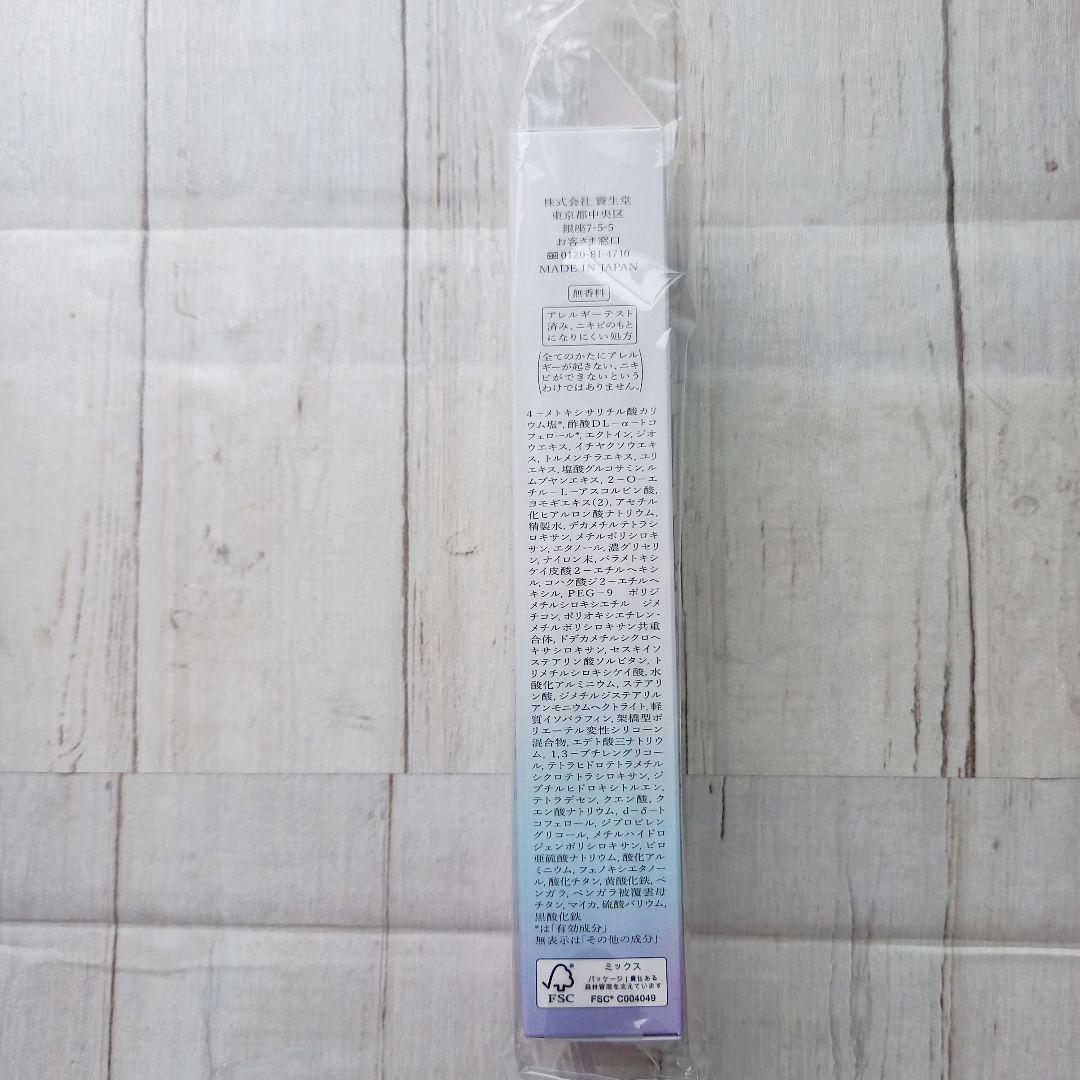 株式会社 資生堂
東京都中央区
銀座7-5-5
お客さま窓口
0120-81-4710
MADE IN JAPAN
無香料
アレルギーテスト
済み、ニキビのもと
になりにくい処方
(全てのかたにアレル
ギーが起きない、ニキ
ビができないという
わけではありません。)
4－メトキシサリチル酸カリ
ウム塩*, 酢酸DL－α－トコ
フェロール*, エクトイン, ジオ
ウエキス, イチヤクソウエキ
ス, トルメンチラエキス, ユリ
エキス, 塩酸グルコサミン, ル
ムプヤンエキス, 2－O－エ
チル－L－アスコルビン酸,
ヨモギエキス(2), アセチル
化ヒアルロン酸ナトリウム,
精製水, デカメチルテトラシ
ロキサン, メチルポリシロキ
サン, エタノール, 濃グリセリ
ン, ナイロン末, パラメトキシ
ケイ皮酸2－エチルヘキシ
ル, コハク酸ジ2－エチルヘ
キシル, PEG－9 ポリジ
メチルシロキシエチル ジメ
チコン, ポリオキシエチレン・
メチルポリシロキサン共重
合体, ドデカメチルシクロヘ
キサシロキサン, セスキイソ
ステアリン酸ソルビタン, ト
リメチルシロキシケイ酸, 水
酸化アルミニウム, ステアリ
ン酸, ジメチルジステアリル
アンモニウムヘクトライト, 軽
質イソパラフィン, 架橋型ポ
リエーテル変性シリコーン
混合物, エデト酸三ナトリウ
ム, 1,3－ブチレングリコー
ル, テトラヒドロテトラメチル
シクロテトラシロキサン, ジ
ブチルヒドロキシトルエン,
テトラデセン, クエン酸, ク
エン酸ナトリウム, d－δ－ト
コフェロール, ジプロピレン
グリコール, メチルハイドロ
ジェンポリシロキサン, ピロ
亜硫酸ナトリウム, 酸化アル
ミニウム, フェノキシエタノー
ル, 酸化チタン, 黄酸化鉄, ベ
ンガラ, ベンガラ被覆雲母
チタン, マイカ, 硫酸バリウム,
黒酸化鉄
*は「有効成分」
無表示は「その他の成分」
FSC®
ミックス
パッケージ | 責任ある
森林管理を支えています
FSC® C004049